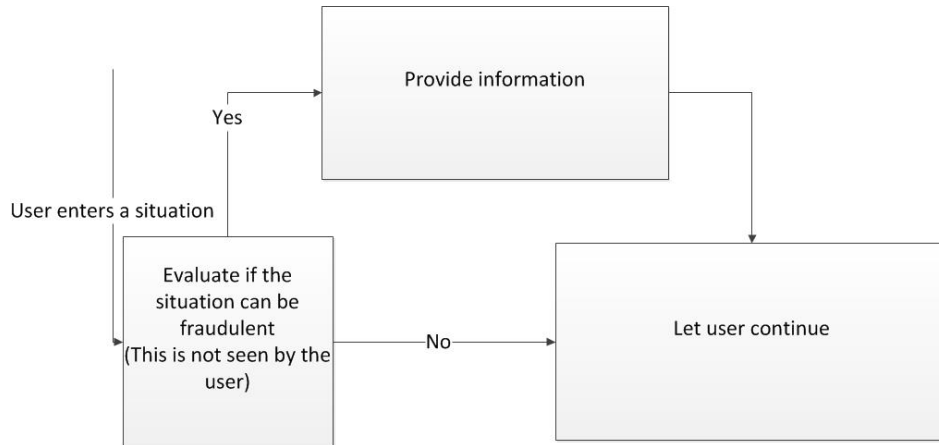 Provide information
Yes
User enters a situation
Evaluate if the
situation can be
fraudulent
(This is not seen by the
user)
No
Let user continue